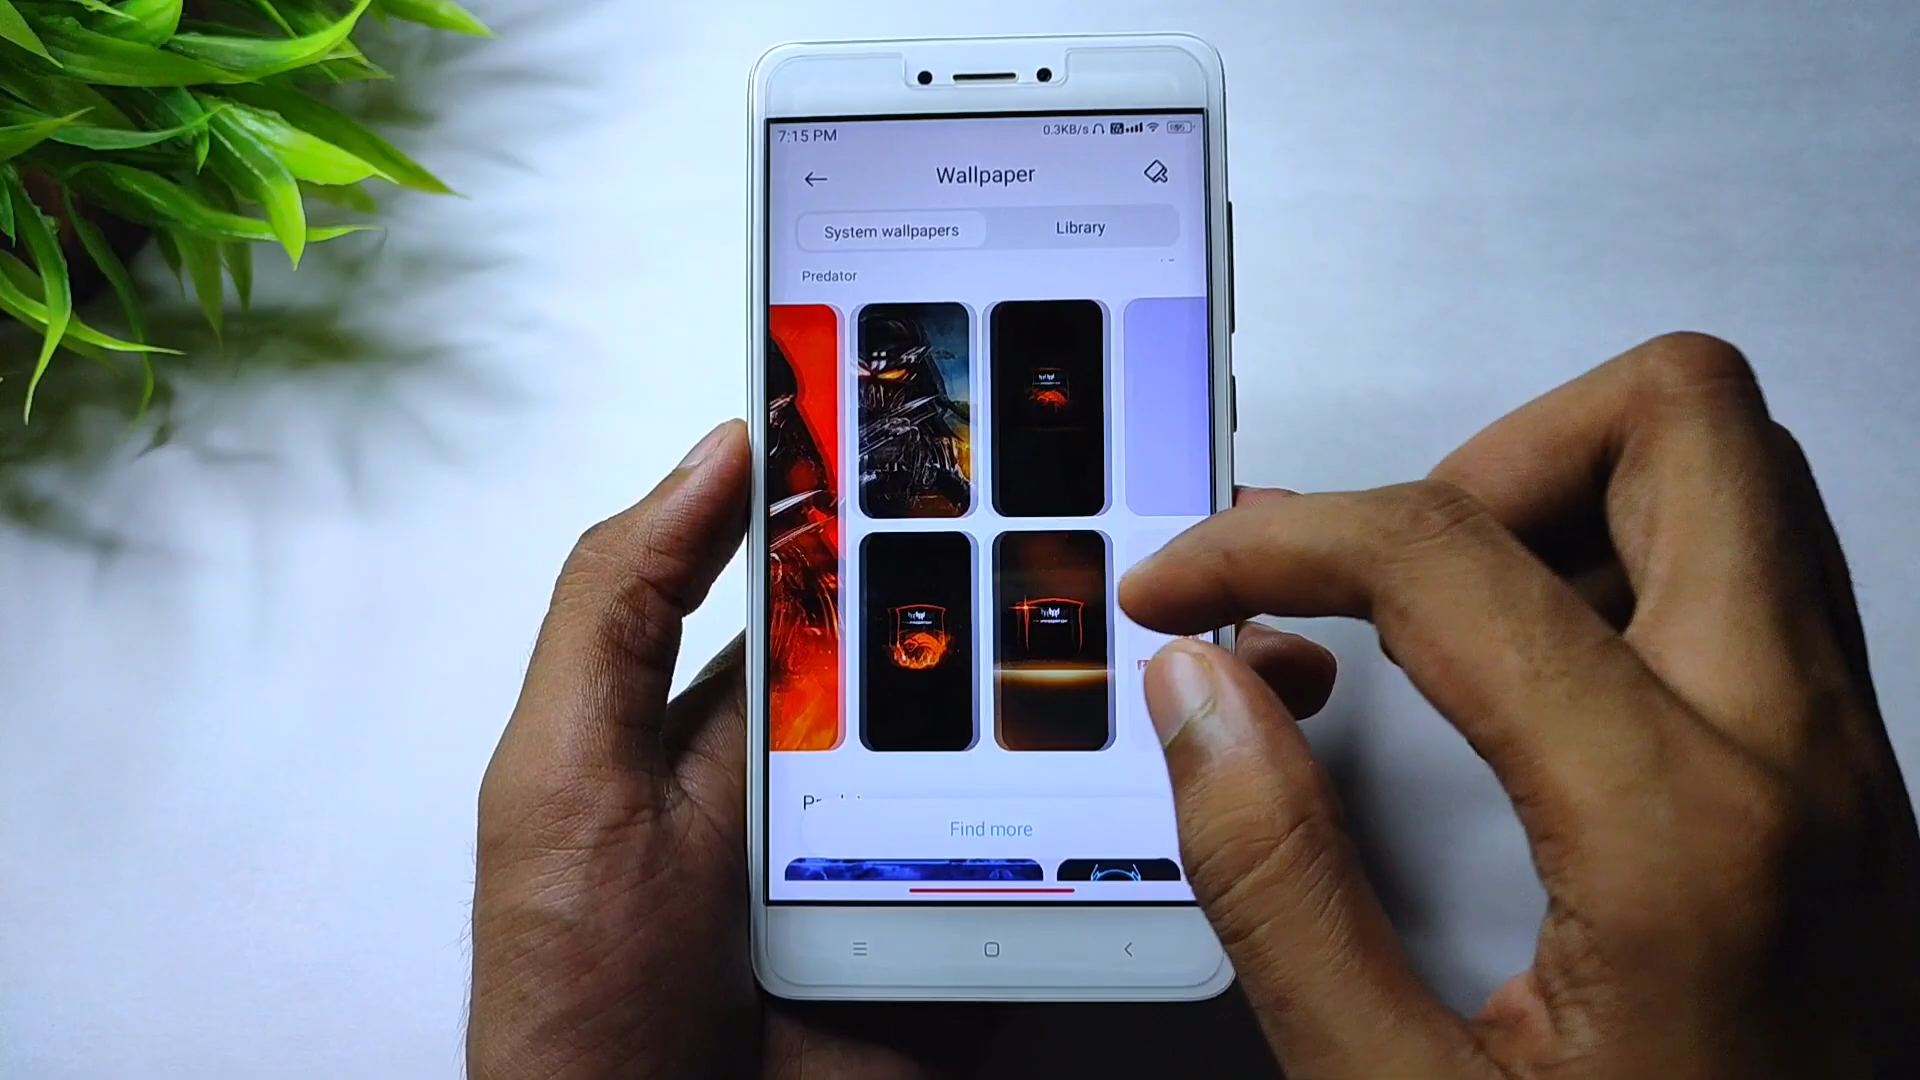 7:15 PM
0.3KB/s
Wallpaper
System wallpapers
Library
Predator
Find more